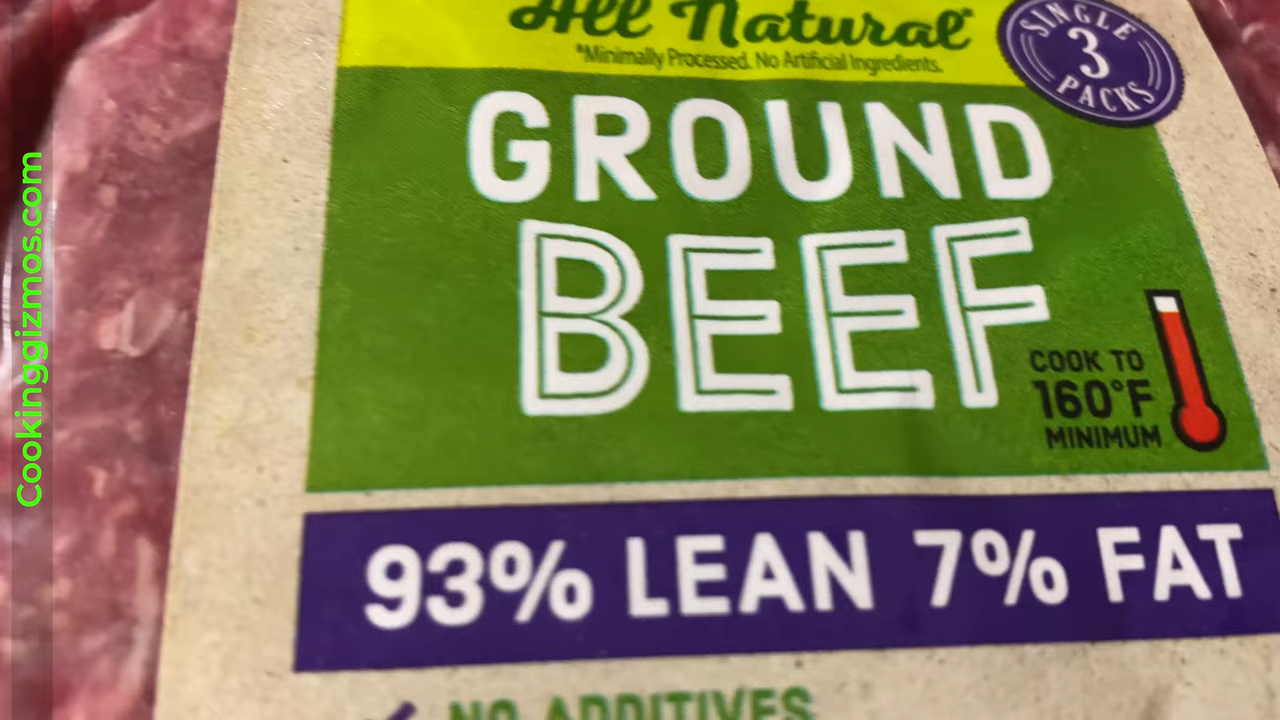 All Natural*
*Minimally Processed. No Artificial Ingredients.
SINGLE
3
PACKS
GROUND
BEEF
COOK TO
160°F
MINIMUM
93% LEAN 7% FAT
NO ADDITIVES
Cookinggizmos.com